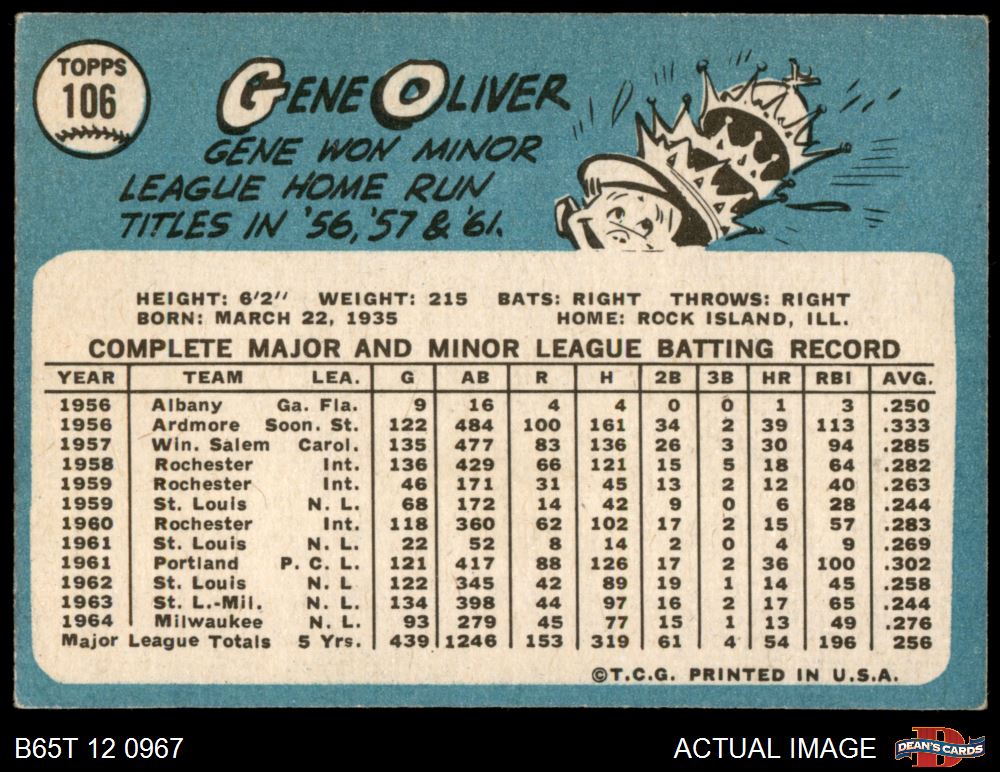 TOPPS
106
GENE OLIVER
GENE WON MINOR
LEAGUE HOME RUN
TITLES IN '56, '57 & '61.
HEIGHT: 6'2" WEIGHT: 215 BATS: RIGHT THROWS: RIGHT
BORN: MARCH 22, 1935 HOME: ROCK ISLAND, ILL.
COMPLETE MAJOR AND MINOR LEAGUE BATTING RECORD
YEAR TEAM LEA. G AB R H 2B 3B HR RBI AVG.
1956 Albany Ga. Fla. 9 16 4 4 0 0 1 3 .250
1956 Ardmore Soon. St. 122 484 100 161 34 2 39 113 .333
1957 Win. Salem Carol. 135 477 83 136 26 3 30 94 .285
1958 Rochester Int. 136 429 66 121 15 5 18 64 .282
1959 Rochester Int. 46 171 31 45 13 2 12 40 .263
1959 St. Louis N. L. 68 172 14 42 9 0 6 28 .244
1960 Rochester Int. 118 360 62 102 17 2 15 57 .283
1961 St. Louis N. L. 22 52 8 14 2 0 4 9 .269
1961 Portland P. C. L. 121 417 88 126 17 2 36 100 .302
1962 St. Louis N. L 122 345 42 89 19 1 14 45 .258
1963 St. L.-Mil. N. L. 134 398 44 97 16 2 17 65 .244
1964 Milwaukee N. L. 93 279 45 77 15 1 13 49 .276
Major League Totals 5 Yrs. 439 1246 153 319 61 4 54 196 256
©T.C.G. PRINTED IN U.S.A.
B65T 12 0967 ACTUAL IMAGE DEAN'S CARDS